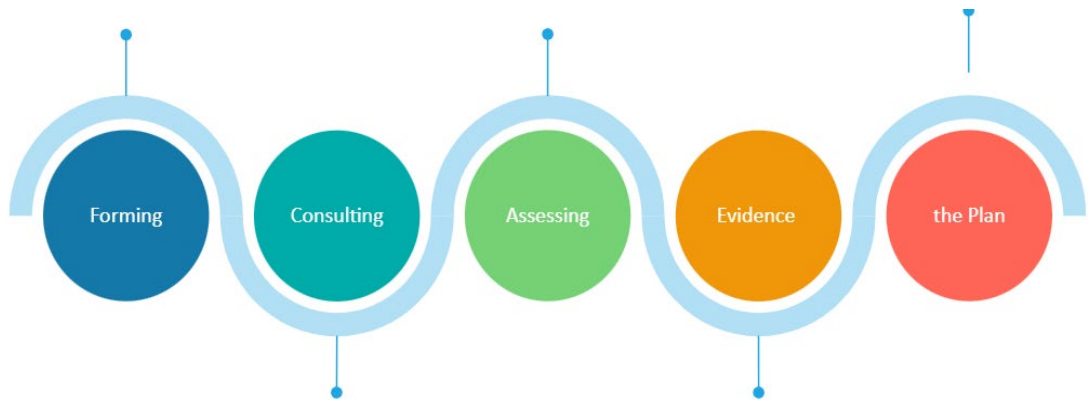 Forming
Consulting
Assessing
Evidence
the Plan